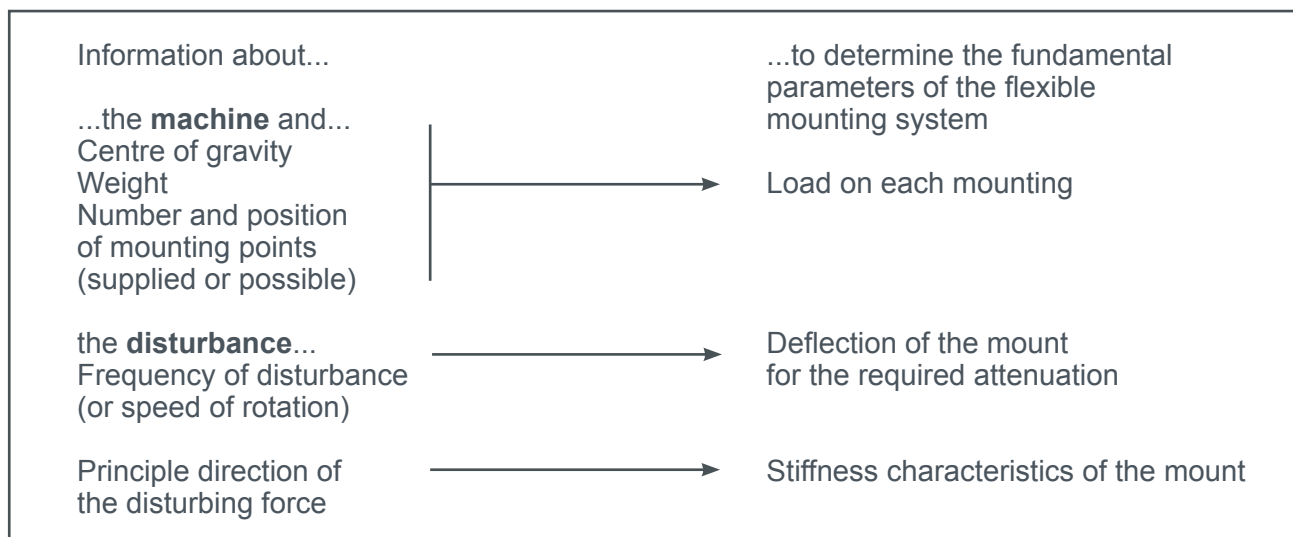 Information about...
...to determine the fundamental
parameters of the flexible
mounting system
...the machine and...
Centre of gravity
Weight
Number and position
of mounting points
(supplied or possible)
Load on each mounting
the disturbance...
Frequency of disturbance
(or speed of rotation)
Deflection of the mount
for the required attenuation
Principle direction of
the disturbing force
Stiffness characteristics of the mount